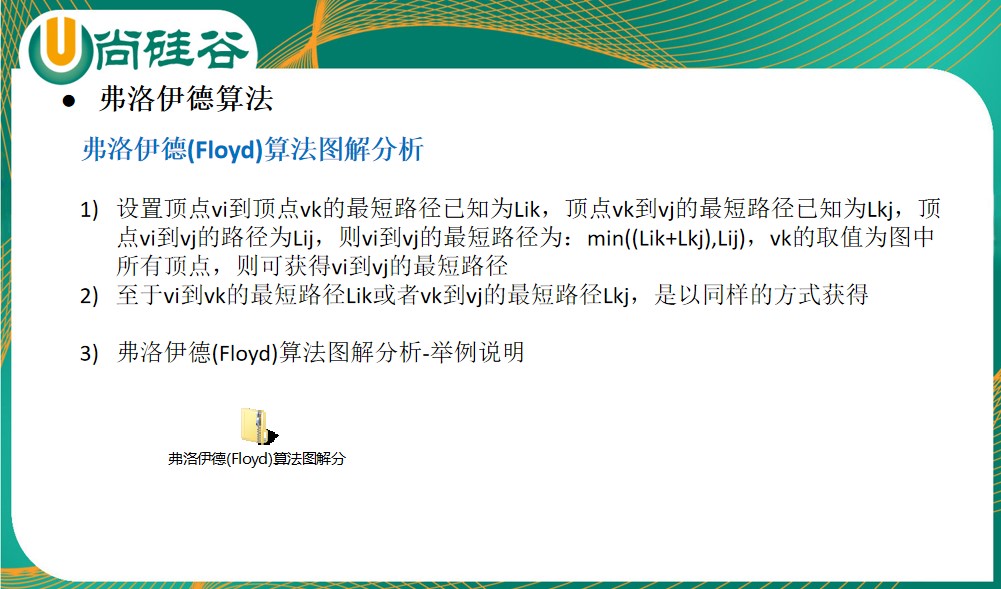 尚硅谷
● 弗洛伊德算法
弗洛伊德(Floyd)算法图解分析
1) 设置顶点vi到顶点vk的最短路径已知为Lik，顶点vk到vj的最短路径已知为Lkj，顶
点vi到vj的路径为Lij，则vi到vj的最短路径为：min((Lik+Lkj),Lij)，vk的取值为图中
所有顶点，则可获得vi到vj的最短路径
2) 至于vi到vk的最短路径Lik或者vk到vj的最短路径Lkj，是以同样的方式获得
3) 弗洛伊德(Floyd)算法图解分析-举例说明
弗洛伊德(Floyd)算法图解分